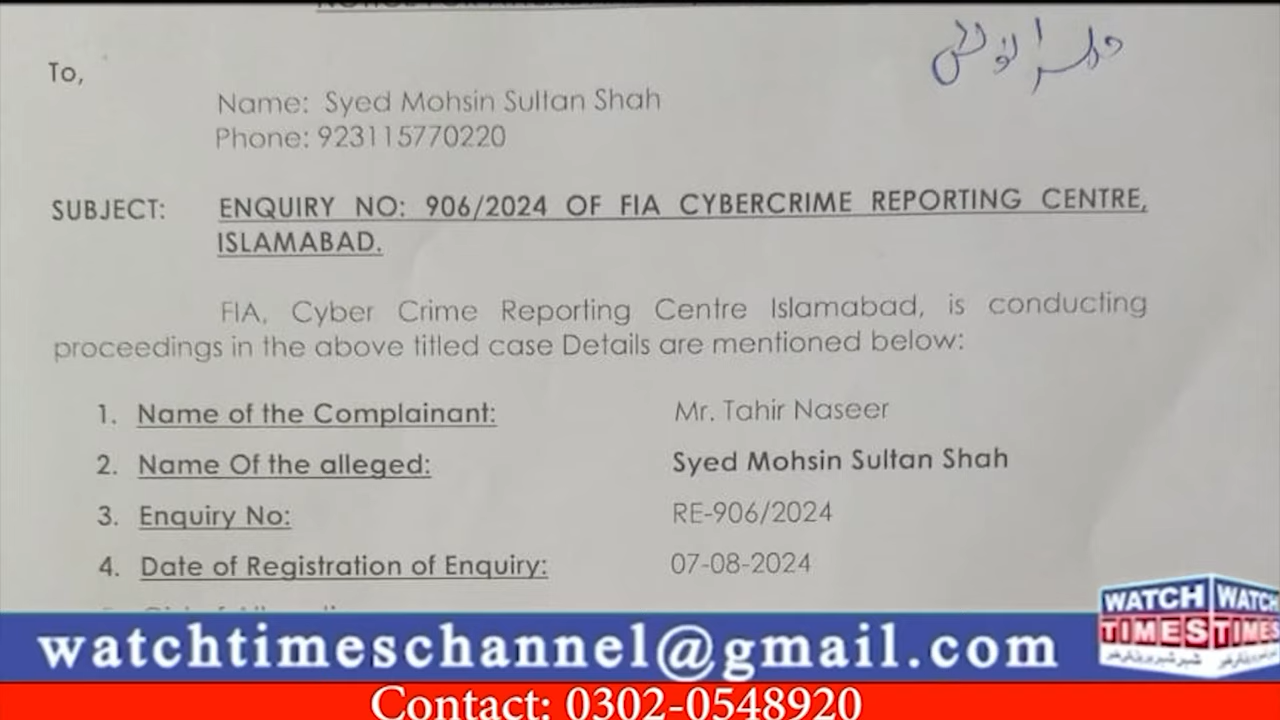 To,
Name: Syed Mohsin Sultan Shah
Phone: 923115770220
SUBJECT: ENQUIRY NO: 906/2024 OF FIA CYBERCRIME REPORTING CENTRE,
ISLAMABAD.
FIA, Cyber Crime Reporting Centre Islamabad, is conducting
proceedings in the above titled case Details are mentioned below:
1. Name of the Complainant: Mr. Tahir Naseer
2. Name Of the alleged: Syed Mohsin Sultan Shah
3. Enquiry No: RE-906/2024
4. Date of Registration of Enquiry: 07-08-2024
WATCH WATCH
TIMES TIMES
watchtimeschannel@gmail.com
Contact: 0302-0548920